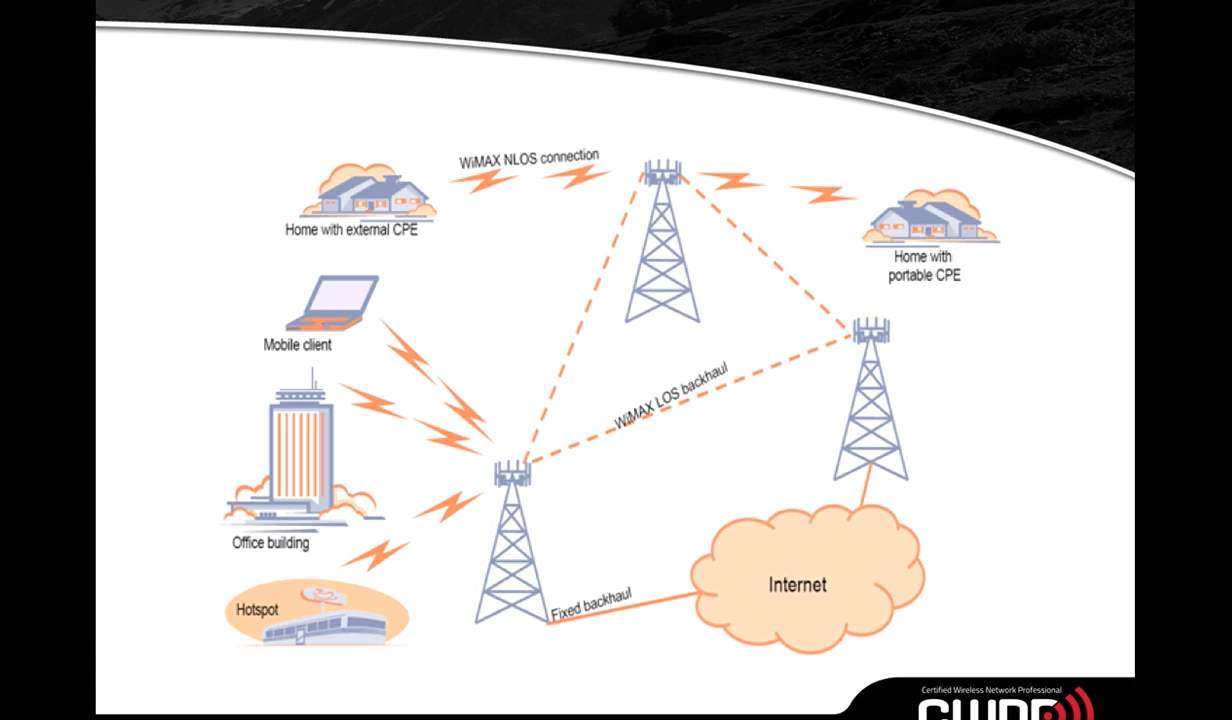 WiMAX NLOS connection
Home with external CPE
Home with
portable CPE
Mobile client
WiMAX LOS backhaul
Office building
Hotspot
Fixed backhaul
Internet
Certified Wireless Network Professional
CWNP